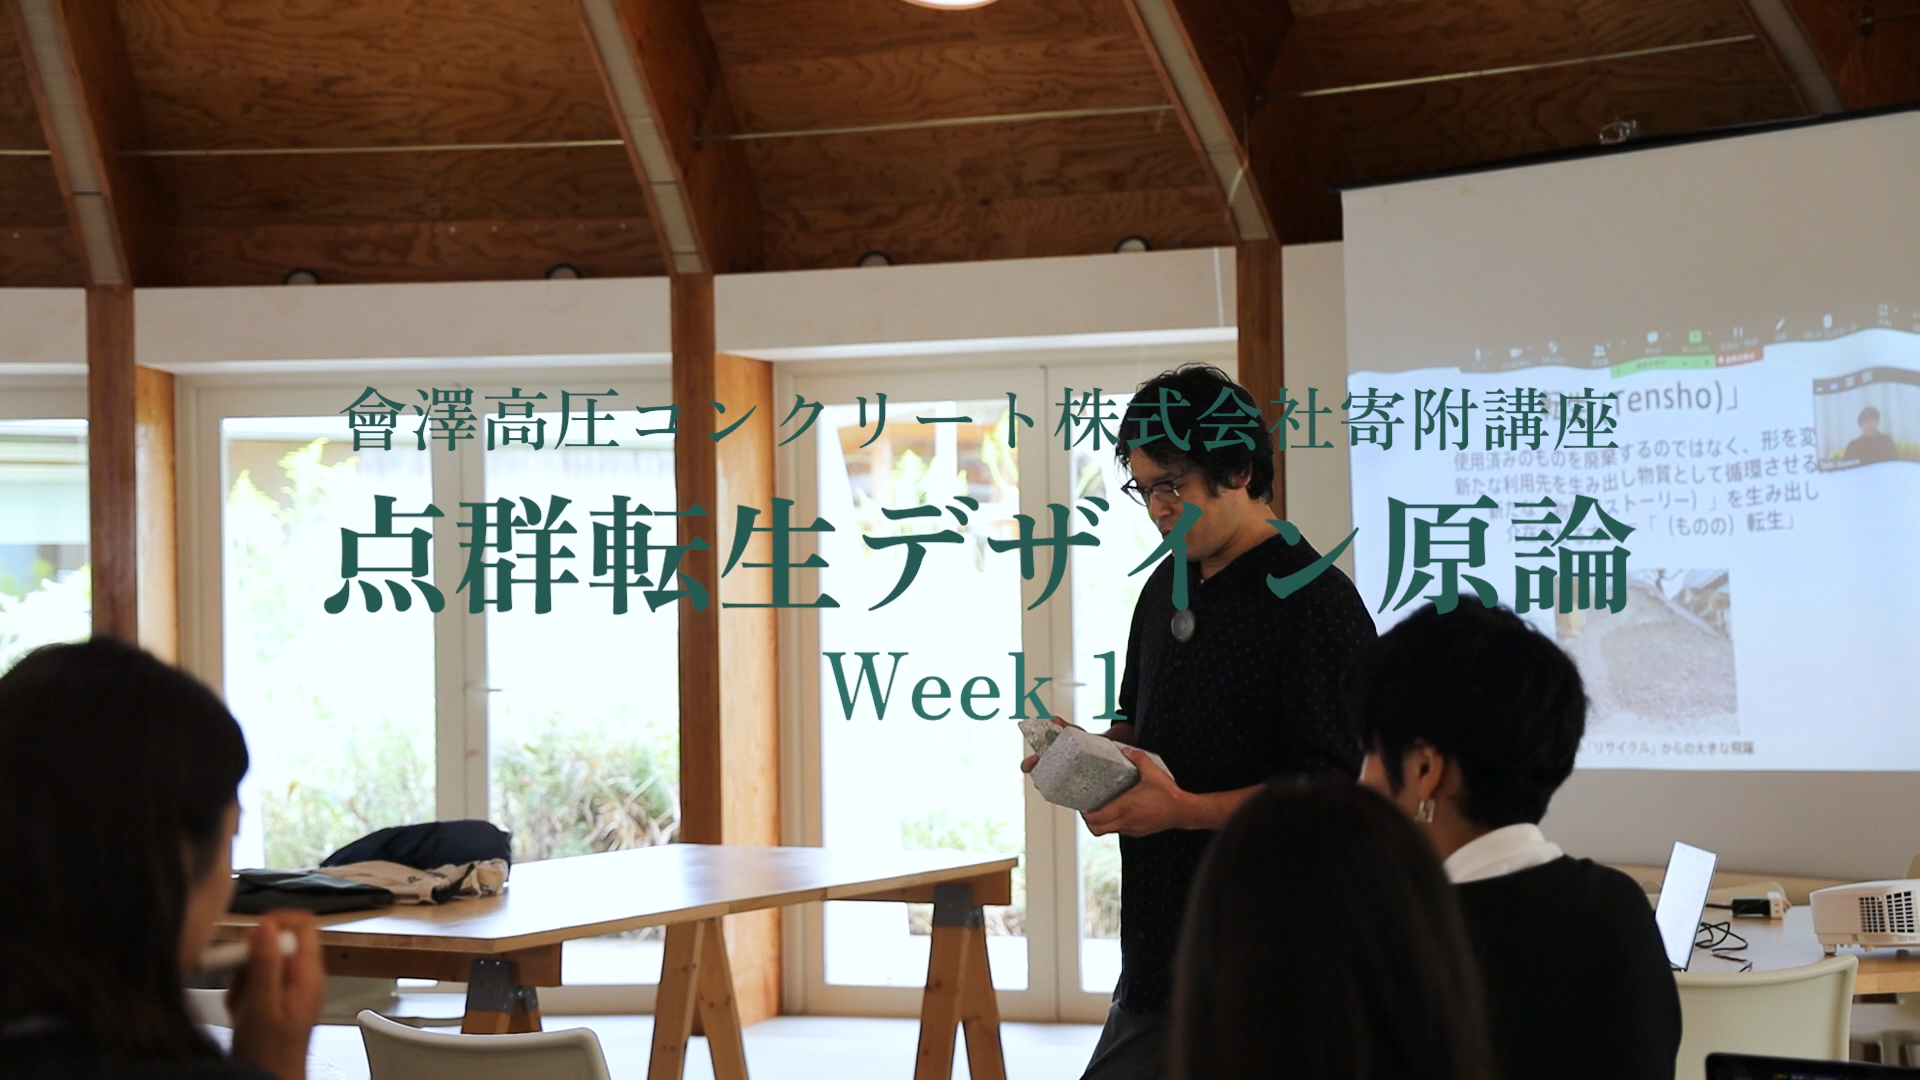 會澤高圧コンクリート株式会社寄附講座
点群転生デザイン原論
Week 1
Tensho)」
使用済みのものを廃棄するのではなく、形を変
新たな利用先を生み出し物質として循環させる
ストーリー）」を生み出し
「（ものの）転生」
「リサイクル」からの大きな飛躍